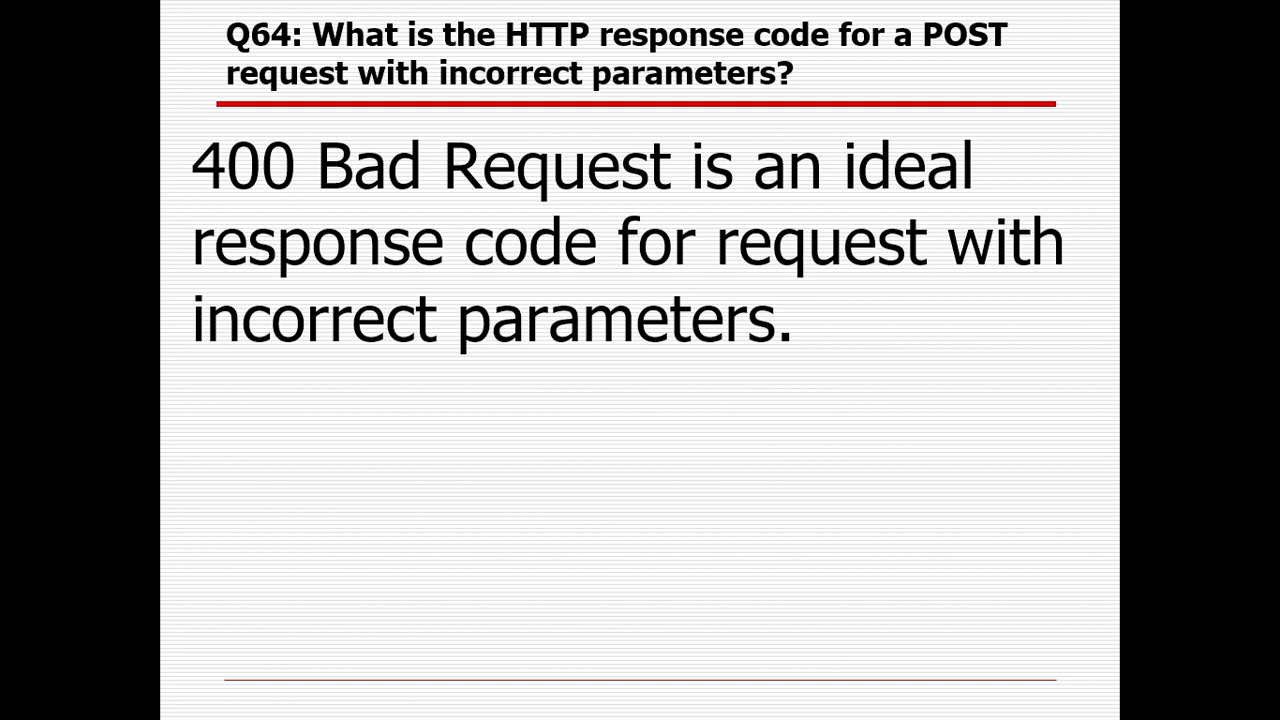 Q64: What is the HTTP response code for a POST
request with incorrect parameters?
400 Bad Request is an ideal
response code for request with
incorrect parameters.